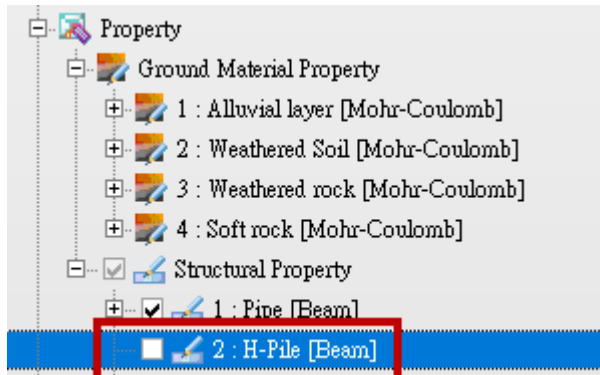 Property
Ground Material Property
1 : Alluvial layer [Mohr-Coulomb]
2 : Weathered Soil [Mohr-Coulomb]
3 : Weathered rock [Mohr-Coulomb]
4 : Soft rock [Mohr-Coulomb]
Structural Property
1 : Pipe [Beam]
2 : H-Pile [Beam]